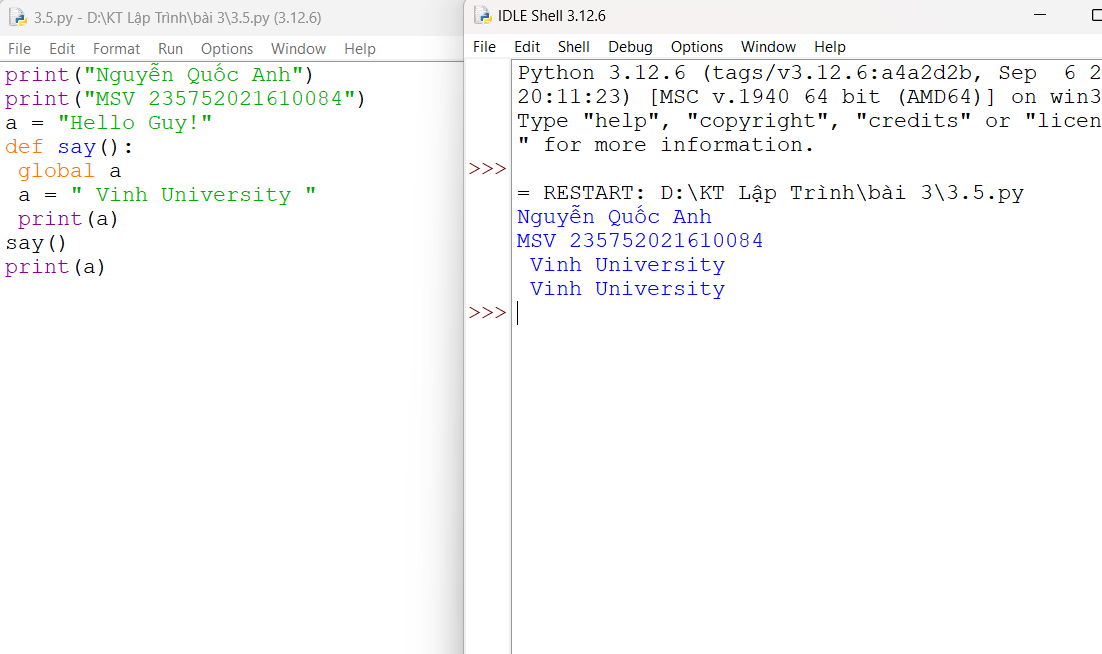 3.5.py - D:\KT Lập Trình\bài 3\3.5.py (3.12.6)
File Edit Format Run Options Window Help
print("Nguyễn Quốc Anh")
print("MSV 235752021610084")
a = "Hello Guy!"
def say():
 global a
 a = " Vinh University "
 print(a)
say()
print(a)
IDLE Shell 3.12.6
File Edit Shell Debug Options Window Help
Python 3.12.6 (tags/v3.12.6:a4a2d2b, Sep  6 2
20:11:23) [MSC v.1940 64 bit (AMD64)] on win3
Type "help", "copyright", "credits" or "licen
" for more information.
>>>
= RESTART: D:\KT Lập Trình\bài 3\3.5.py
Nguyễn Quốc Anh
MSV 235752021610084
 Vinh University
 Vinh University
>>>